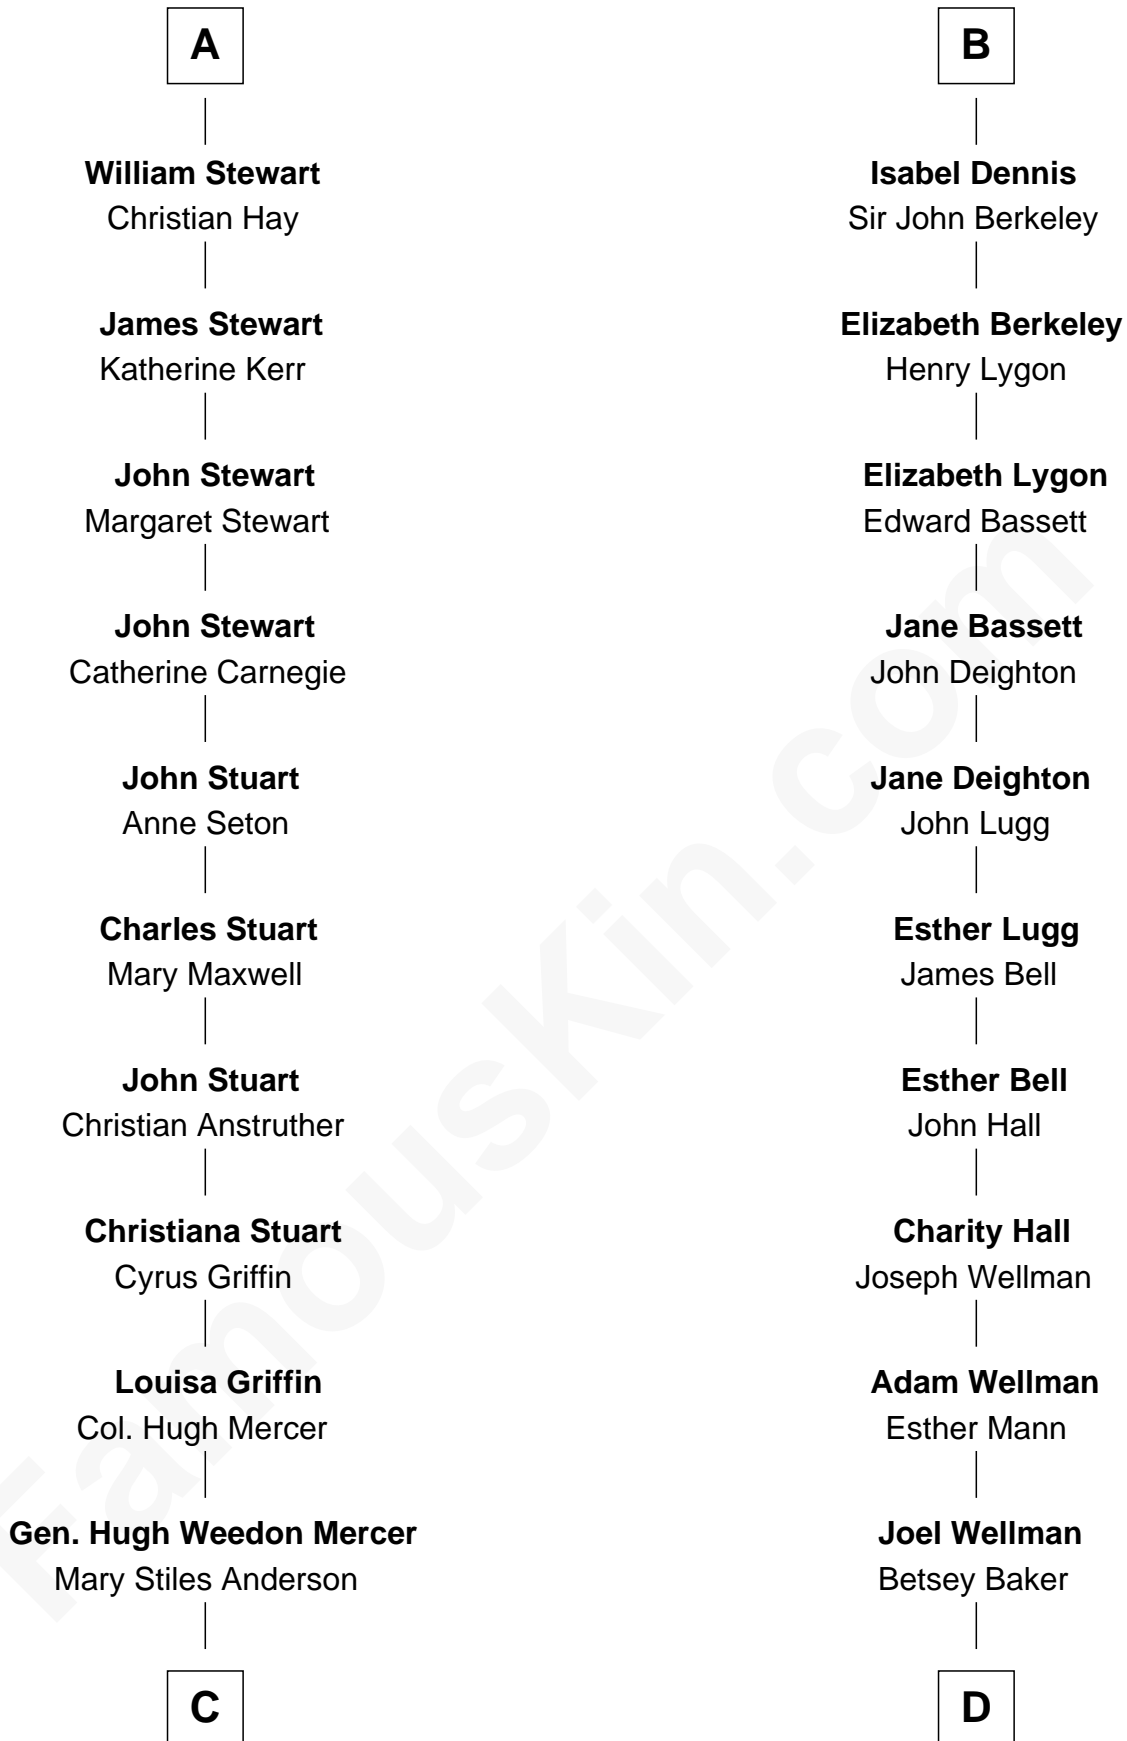 A
William Stewart
Christian Hay
James Stewart
Katherine Kerr
John Stewart
Margaret Stewart
John Stewart
Catherine Carnegie
John Stuart
Anne Seton
Charles Stuart
Mary Maxwell
John Stuart
Christian Anstruther
Christiana Stuart
Cyrus Griffin
Louisa Griffin
Col. Hugh Mercer
Gen. Hugh Weedon Mercer
Mary Stiles Anderson
C
B
Isabel Dennis
Sir John Berkeley
Elizabeth Berkeley
Henry Lygon
Elizabeth Lygon
Edward Bassett
Jane Bassett
John Deighton
Jane Deighton
John Lugg
Esther Lugg
James Bell
Esther Bell
John Hall
Charity Hall
Joseph Wellman
Adam Wellman
Esther Mann
Joel Wellman
Betsey Baker
D
FamousKin.com